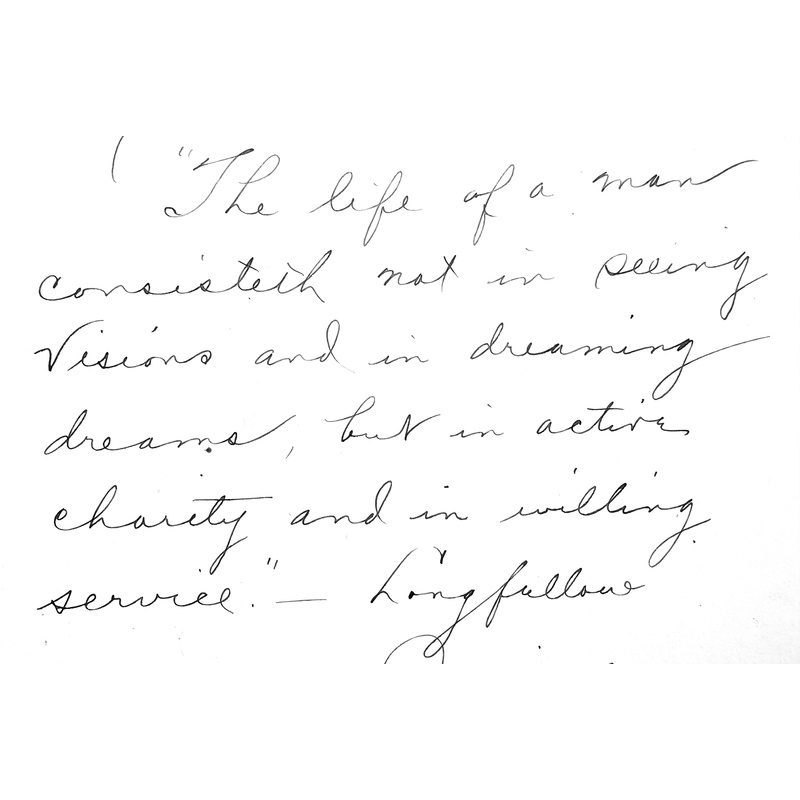 "The life of a man
consisteth not in seeing
Visions and in dreaming
dreams, but in active
charity and in willing
service." — Longfellow